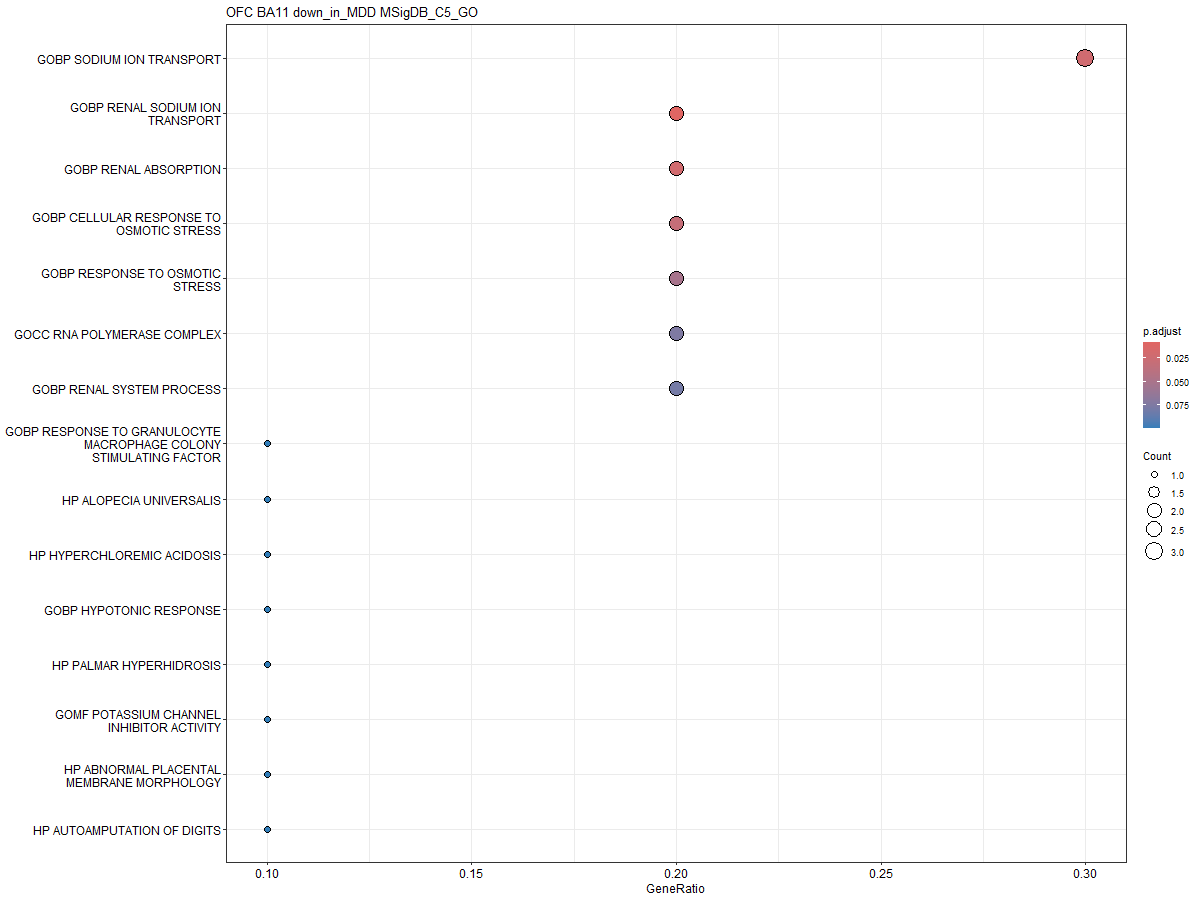 OFC BA11 down_in_MDD MSigDB_C5_GO
GOBP SODIUM ION TRANSPORT
GOBP RENAL SODIUM ION
TRANSPORT
GOBP RENAL ABSORPTION
GOBP CELLULAR RESPONSE TO
OSMOTIC STRESS
GOBP RESPONSE TO OSMOTIC
STRESS
GOCC RNA POLYMERASE COMPLEX
GOBP RENAL SYSTEM PROCESS
GOBP RESPONSE TO GRANULOCYTE
MACROPHAGE COLONY
STIMULATING FACTOR
HP ALOPECIA UNIVERSALIS
HP HYPERCHLOREMIC ACIDOSIS
GOBP HYPOTONIC RESPONSE
HP PALMAR HYPERHIDROSIS
GOMF POTASSIUM CHANNEL
INHIBITOR ACTIVITY
HP ABNORMAL PLACENTAL
MEMBRANE MORPHOLOGY
HP AUTOAMPUTATION OF DIGITS
0.10 0.15 0.20 0.25 0.30
GeneRatio
p.adjust
0.025
0.050
0.075
Count
1.0
1.5
2.0
2.5
3.0